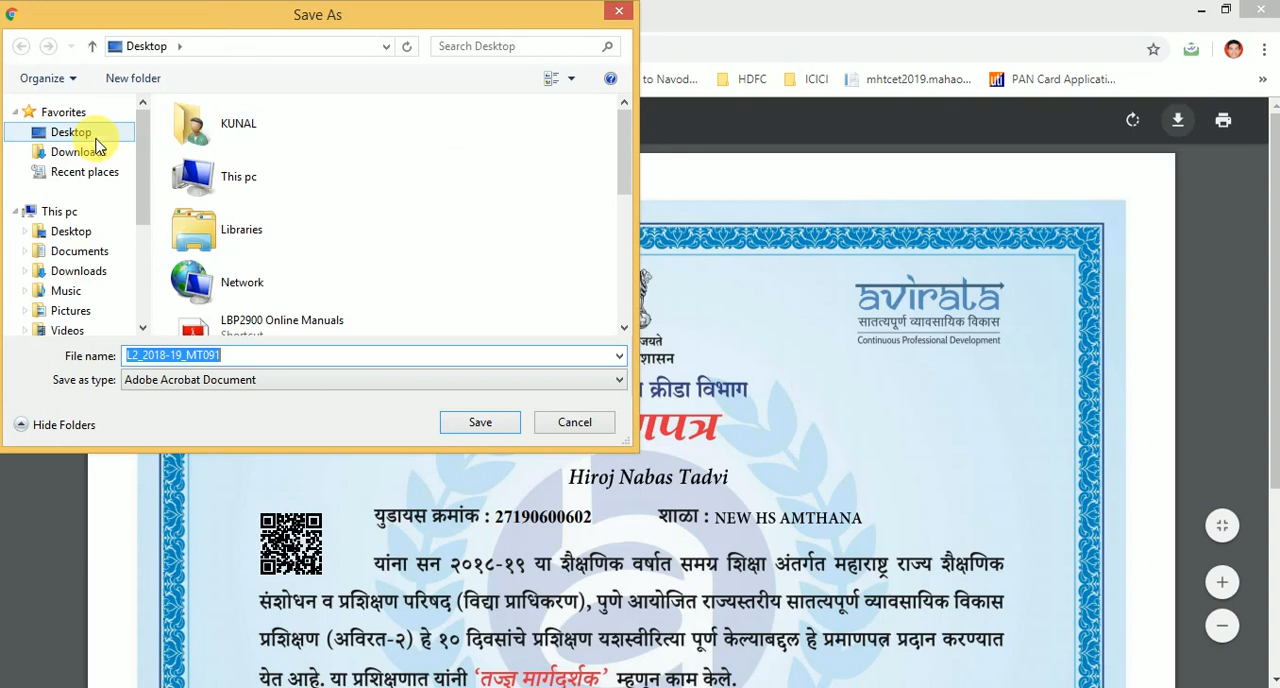 Save As
Desktop
Search Desktop
Organize
New folder
to Navod...
HDFC
ICICI
mhtcet2019.mahao...
uti
PAN Card Applicati...
»
Favorites
Desktop
Recent places
This pc
Desktop
Documents
Downloads
Music
Pictures
Videos
KUNAL
This pc
Libraries
Network
LBP2900 Online Manuals
File name: L2_2018-19_MT091
Save as type: Adobe Acrobat Document
Hide Folders
Save
Cancel
avirata
सातत्यपूर्ण व्यावसायिक विकास
Continuous Professional Development
क्रीडा विभाग
Hiroj Nabas Tadvi
युडायस क्रमांक : 27190600602 शाळा : NEW HS AMTHANA
यांना सन २०१८-१९ या शैक्षणिक वर्षात समग्र शिक्षा अंतर्गत महाराष्ट्र राज्य शैक्षणिक
संशोधन व प्रशिक्षण परिषद (विद्या प्राधिकरण), पुणे आयोजित राज्यस्तरीय सातत्यपूर्ण व्यावसायिक विकास
प्रशिक्षण (अविरत-२) हे १० दिवसांचे प्रशिक्षण यशस्वीरित्या पूर्ण केल्याबद्दल हे प्रमाणपत्र प्रदान करण्यात
येत आहे. या प्रशिक्षणात यांनी 'तज्ज्ञ मार्गदर्शक' म्हणून काम केले.